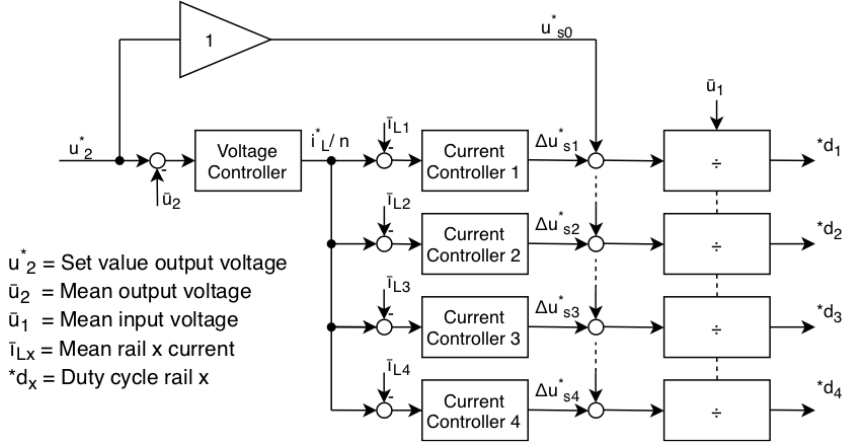 1
u*s0
ū1
u*2
-
ū2
Voltage
Controller
i*L/ n
īL1
-
Current
Controller 1
Δu*s1
÷
*d1
īL2
-
Current
Controller 2
Δu*s2
÷
*d2
īL3
-
Current
Controller 3
Δu*s3
÷
*d3
īL4
-
Current
Controller 4
Δu*s4
÷
*d4
u*2 = Set value output voltage
ū2 = Mean output voltage
ū1 = Mean input voltage
īLx = Mean rail x current
*dx = Duty cycle rail x